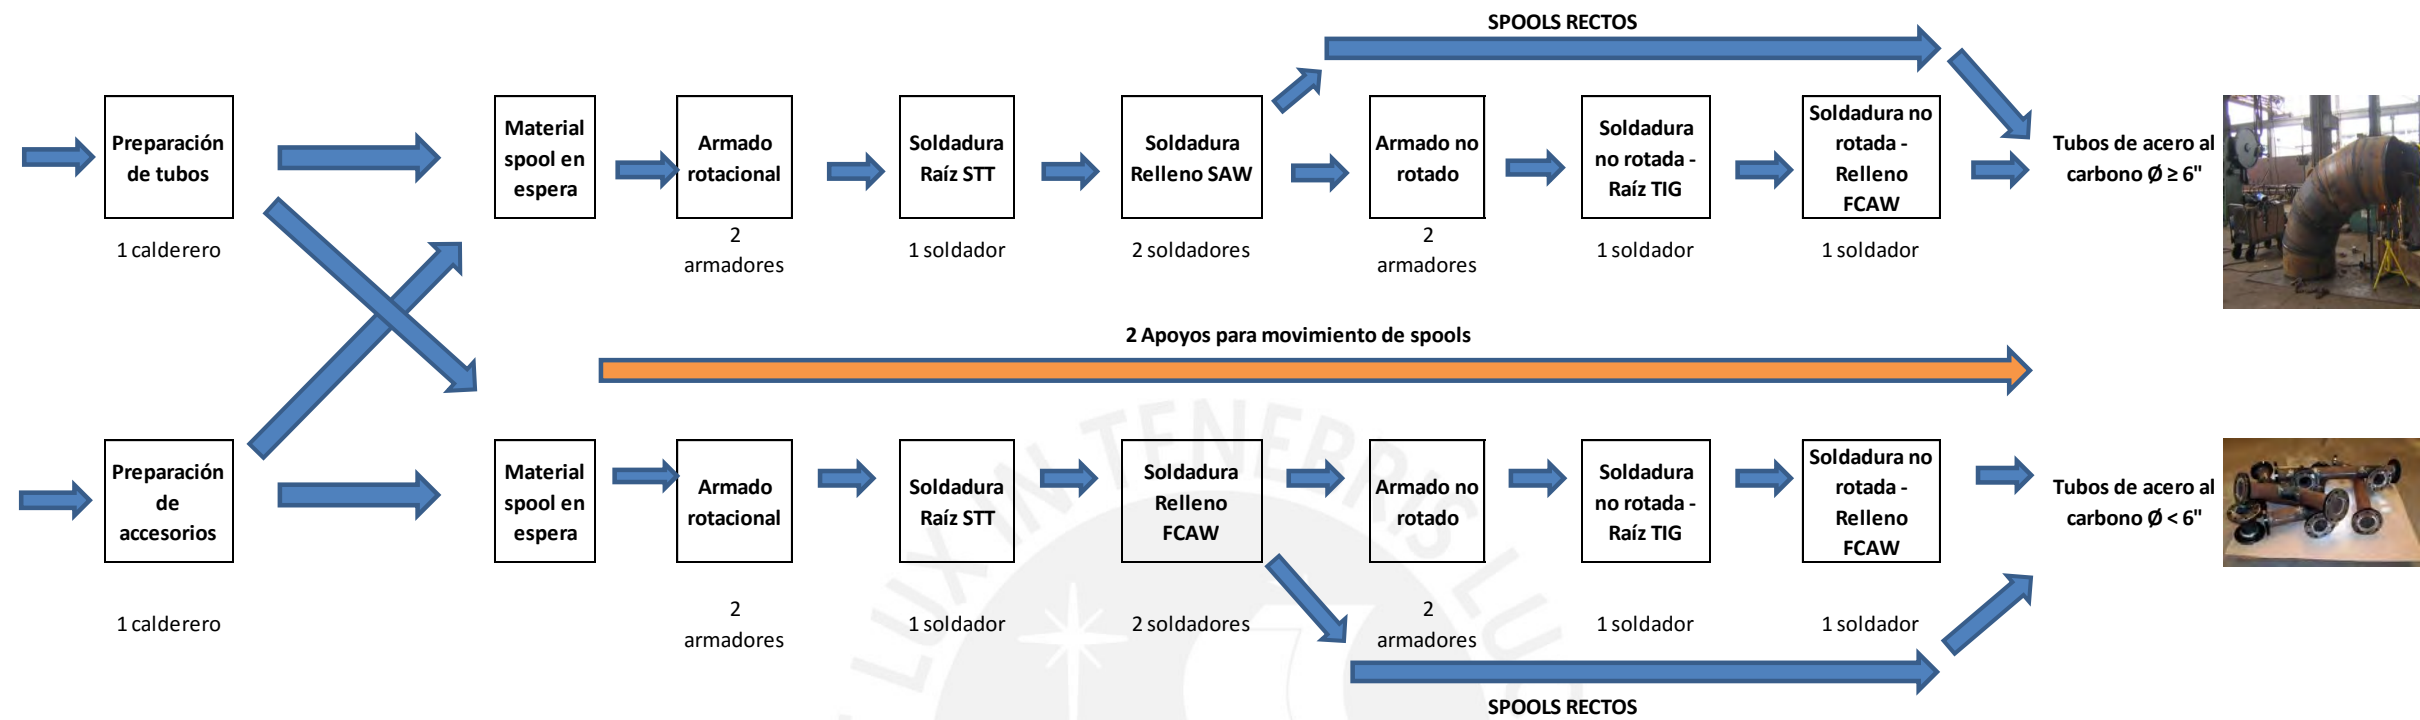 SPOOLS RECTOS
Preparación
de tubos
1 calderero
Material
spool en
espera
Armado
rotacional
2
armadores
Soldadura
Raíz STT
1 soldador
Soldadura
Relleno SAW
2 soldadores
Armado no
rotado
2
armadores
Soldadura
no rotada -
Raíz TIG
1 soldador
Soldadura no
rotada -
Relleno
FCAW
1 soldador
Tubos de acero al
carbono Ø ≥ 6"
2 Apoyos para movimiento de spools
Preparación
de
accesorios
1 calderero
Material
spool en
espera
Armado
rotacional
2
armadores
Soldadura
Raíz STT
1 soldador
Soldadura
Relleno
FCAW
2 soldadores
Armado no
rotado
2
armadores
Soldadura
no rotada -
Raíz TIG
1 soldador
Soldadura no
rotada -
Relleno
FCAW
1 soldador
Tubos de acero al
carbono Ø < 6"
SPOOLS RECTOS
LUX IN TENEBRIS LUC